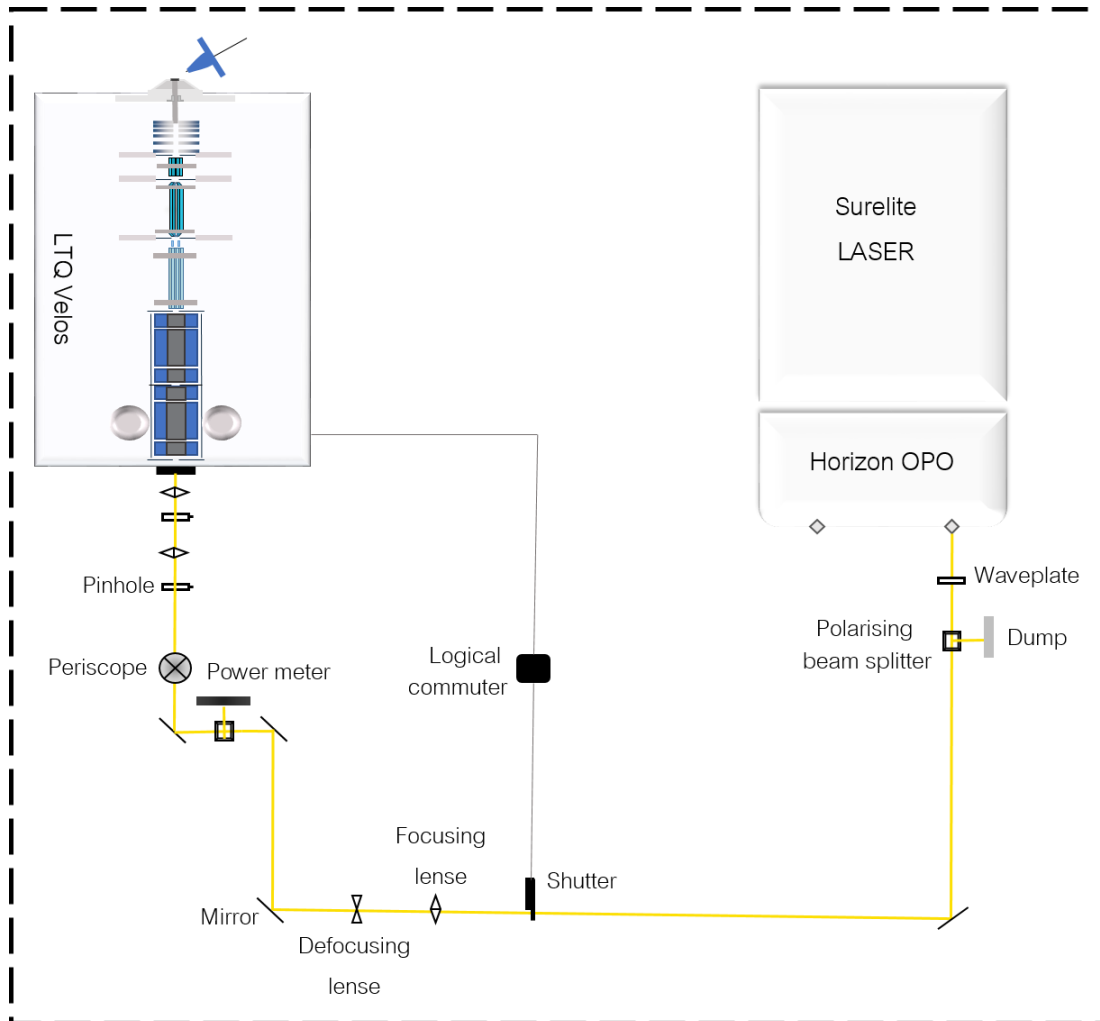 Surelite
LASER
LTQ Velos
Horizon OPO
Waveplate
Pinhole
Polarising
beam splitter
Dump
Periscope
Power meter
Logical
commuter
Focusing
lense
Shutter
Mirror
Defocusing
lense